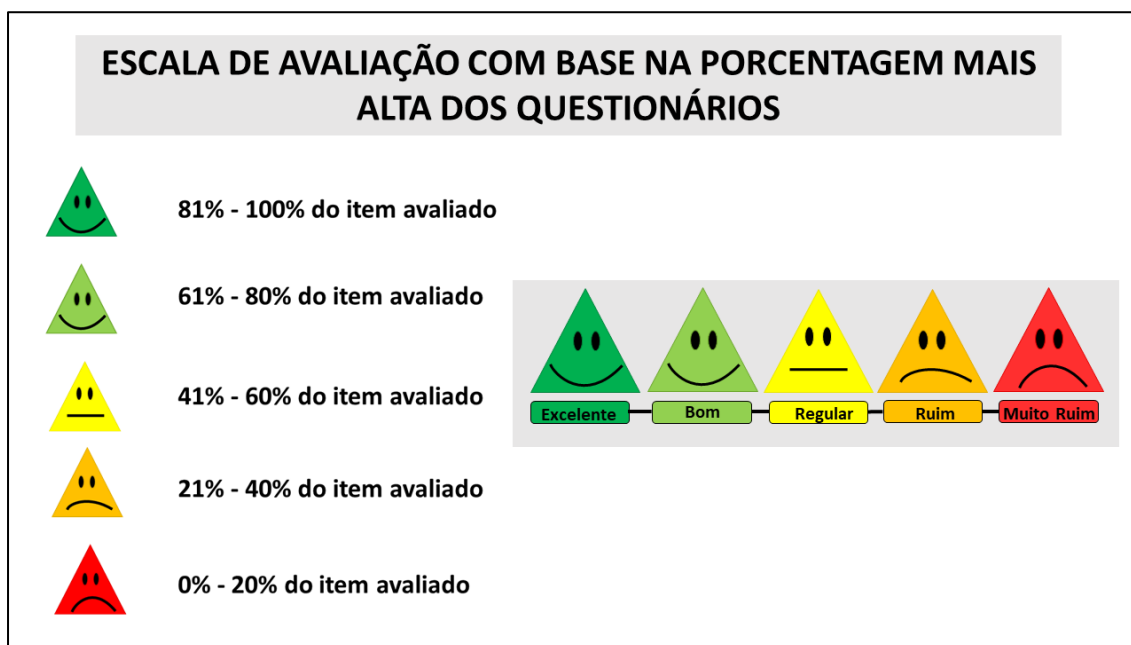 ESCALA DE AVALIAÇÃO COM BASE NA PORCENTAGEM MAIS
ALTA DOS QUESTIONÁRIOS
81% - 100% do item avaliado
61% - 80% do item avaliado
41% - 60% do item avaliado
21% - 40% do item avaliado
0% - 20% do item avaliado
Excelente Bom Regular Ruim Muito Ruim